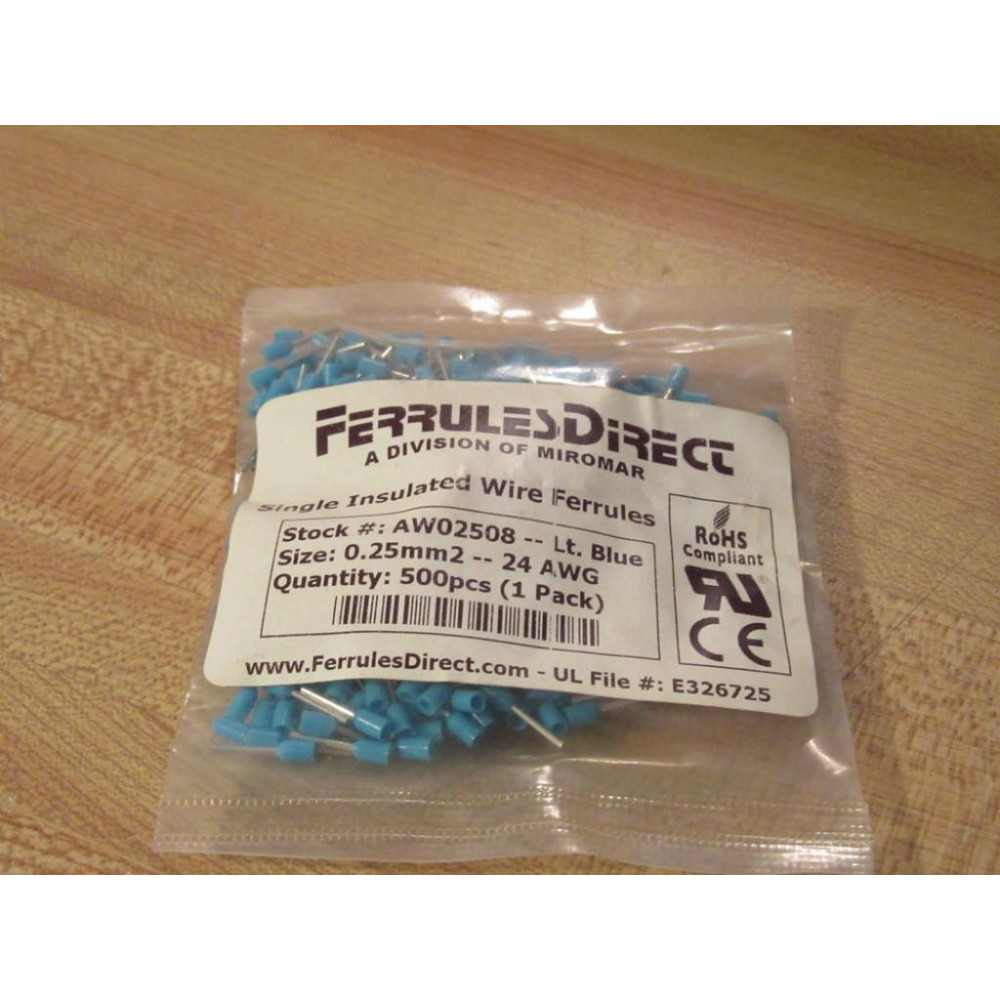 FERRULESDIRECT
A DIVISION OF MIROMAR
Single Insulated Wire Ferrules
Stock #: AW02508 -- Lt. Blue
Size: 0.25mm2 -- 24 AWG
Quantity: 500pcs (1 Pack)
RoHS
Compliant
RU
CE
www.FerrulesDirect.com - UL File #: E326725